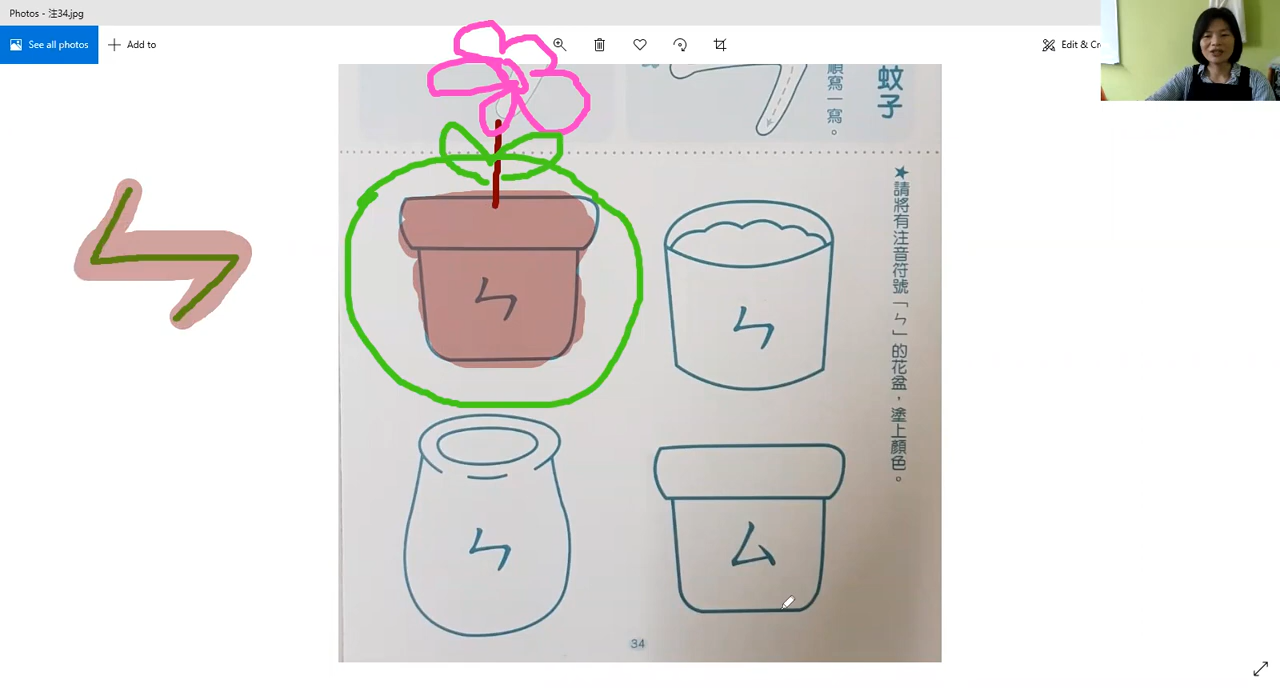 Photos - 注34.jpg
See all photos
Add to
Edit & Cr
蚊子
順寫一寫。
★請將有注音符號「ㄅ」的花盆，塗上顏色。
ㄅ
ㄅ
ㄅ
ㄅ
ㄙ
34